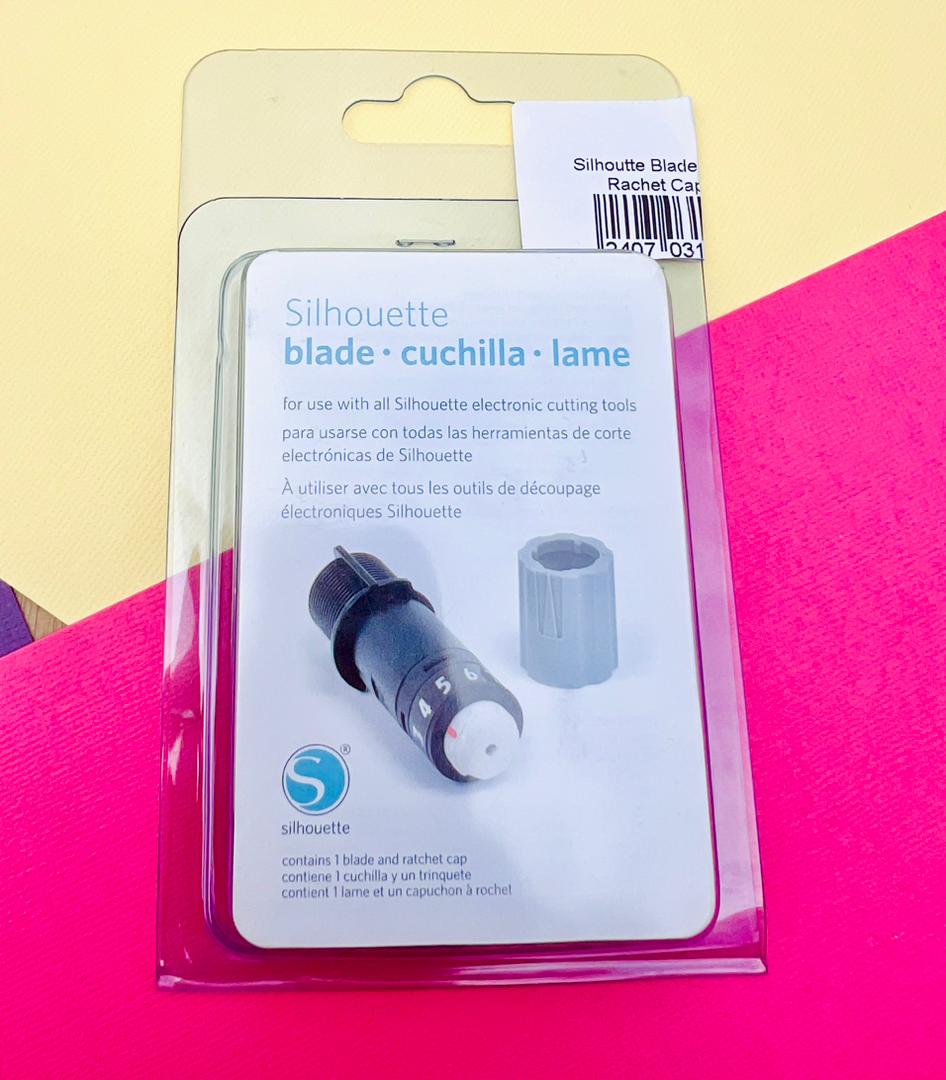 Silhoutte Blade
Rachet Cap
Silhouette
blade · cuchilla · lame
for use with all Silhouette electronic cutting tools
para usarse con todas las herramientas de corte
electrónicas de Silhouette
À utiliser avec tous les outils de découpage
électroniques Silhouette
4 5 6
S ®
silhouette
contains 1 blade and ratchet cap
contiene 1 cuchilla y un trinquete
contient 1 lame et un capuchon à rochet